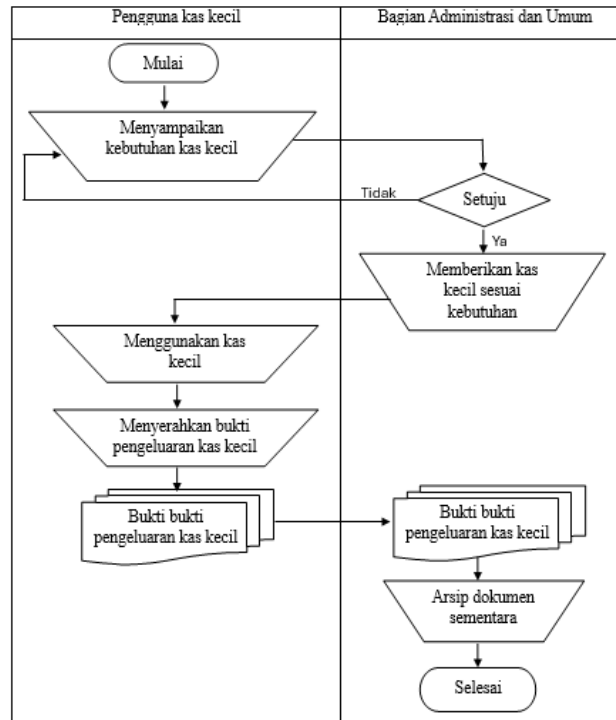 Pengguna kas kecil
Bagian Administrasi dan Umum
Mulai
Menyampaikan
kebutuhan kas kecil
Tidak
Setuju
Ya
Memberikan kas
kecil sesuai
kebutuhan
Menggunakan kas
kecil
Menyerahkan bukti
pengeluaran kas kecil
Bukti bukti
pengeluaran kas kecil
Bukti bukti
pengeluaran kas kecil
Arsip dokumen
sementara
Selesai